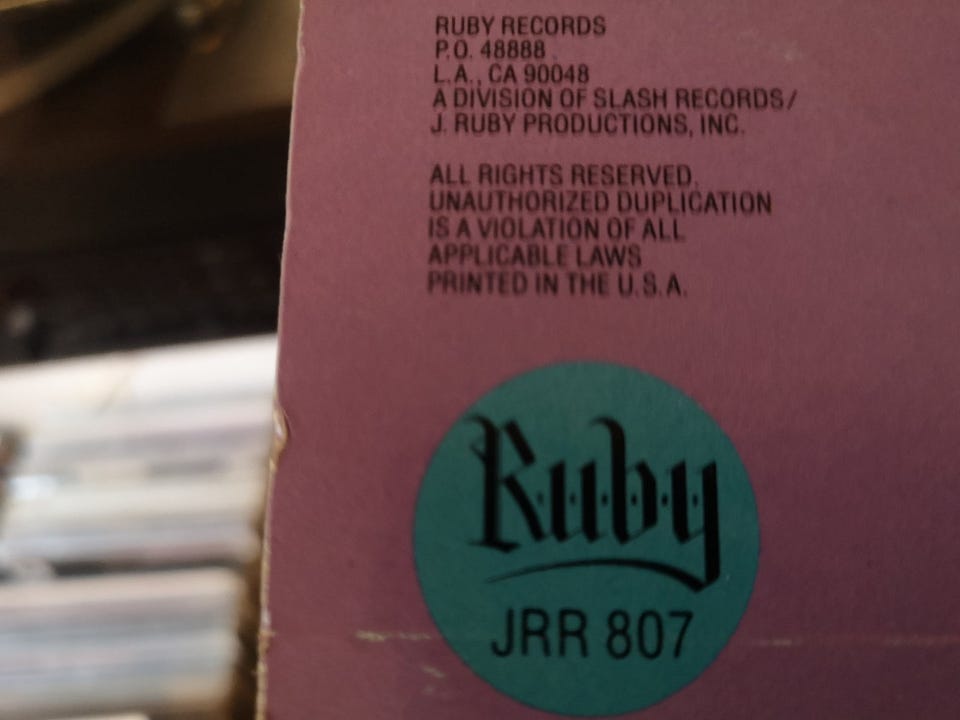 RUBY RECORDS
P.O. 48888
L.A., CA 90048
A DIVISION OF SLASH RECORDS/
J. RUBY PRODUCTIONS, INC.
ALL RIGHTS RESERVED.
UNAUTHORIZED DUPLICATION
IS A VIOLATION OF ALL
APPLICABLE LAWS
PRINTED IN THE U.S.A.
Ruby
JRR 807